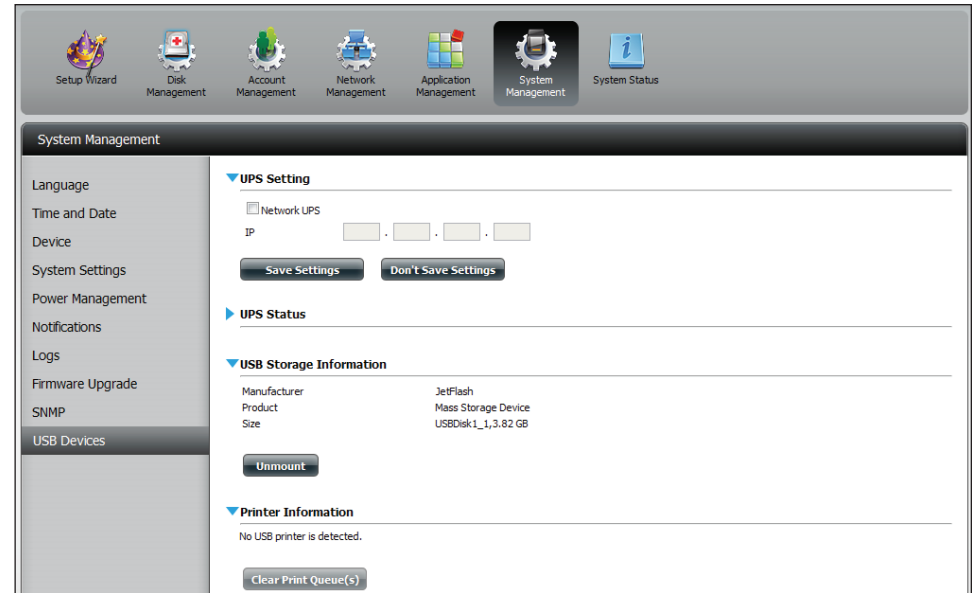 Setup Wizard
Disk
Management
Account
Management
Network
Management
Application
Management
System
Management
System Status
System Management
Language
Time and Date
Device
System Settings
Power Management
Notifications
Logs
Firmware Upgrade
SNMP
USB Devices
UPS Setting
Network UPS
IP . . .
Save Settings Don't Save Settings
UPS Status
USB Storage Information
Manufacturer JetFlash
Product Mass Storage Device
Size USBDisk1_1,3.82 GB
Unmount
Printer Information
No USB printer is detected.
Clear Print Queue(s)